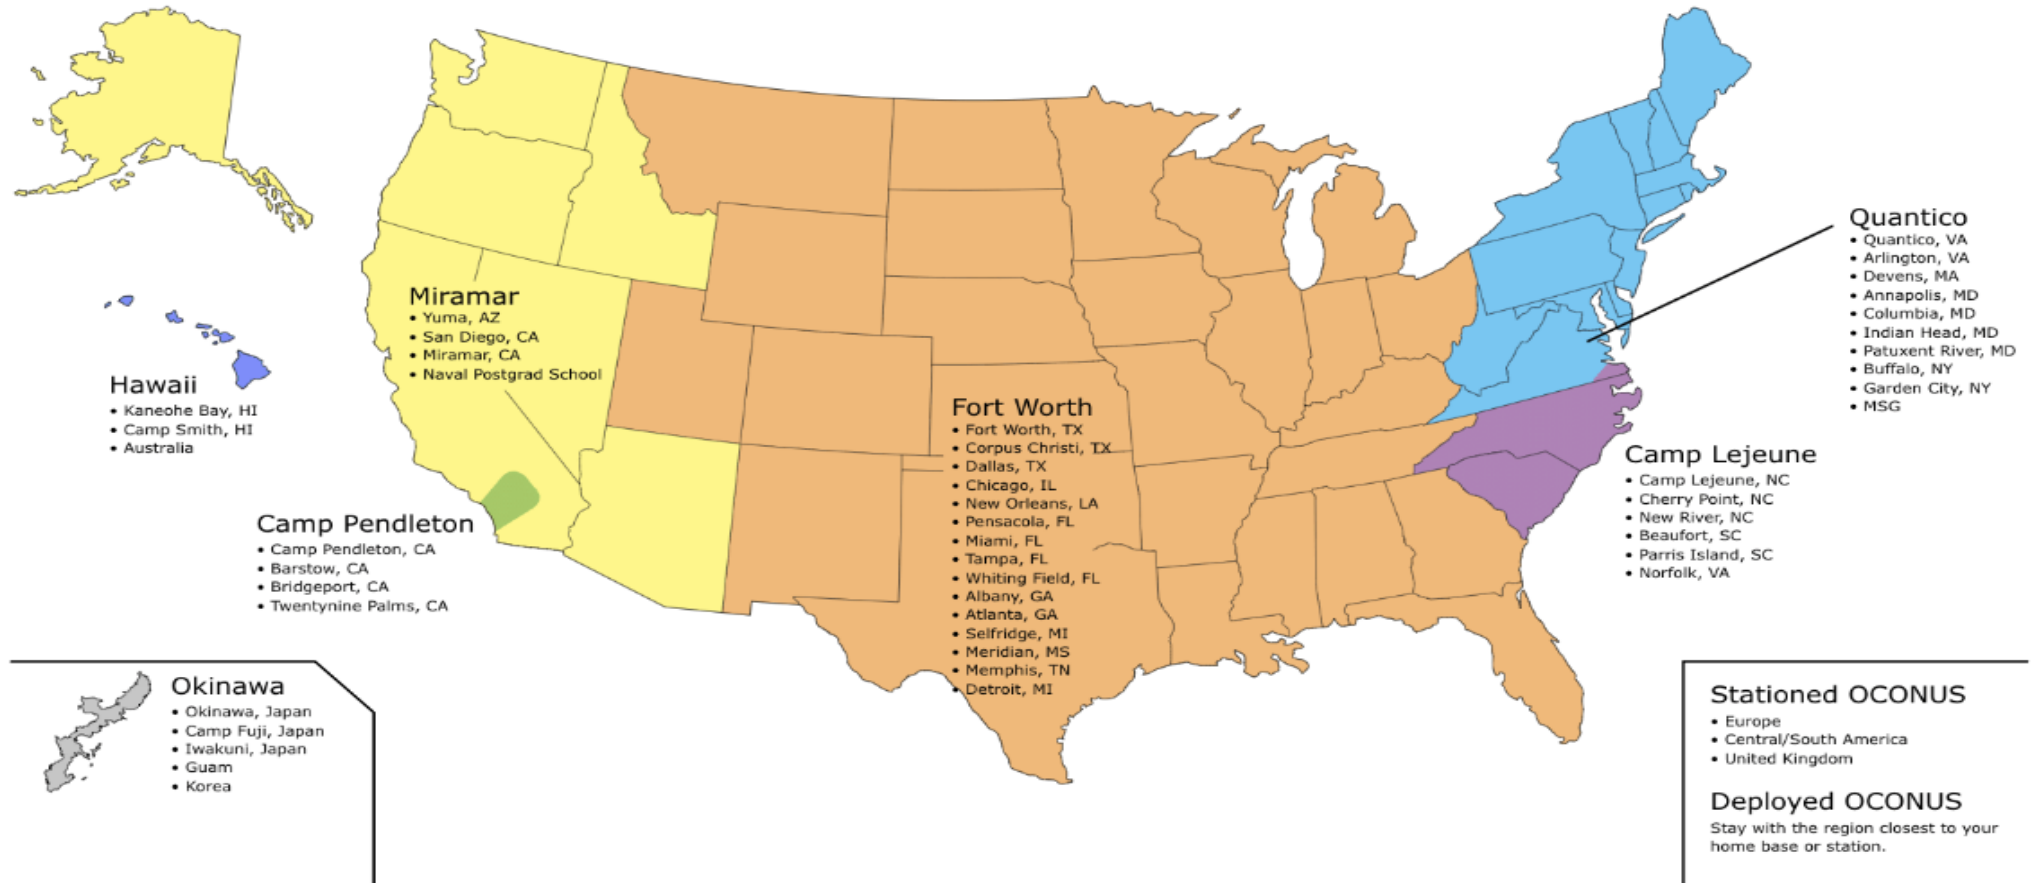 Miramar
• Yuma, AZ
• San Diego, CA
• Miramar, CA
• Naval Postgrad School
Hawaii
• Kaneohe Bay, HI
• Camp Smith, HI
• Australia
Camp Pendleton
• Camp Pendleton, CA
• Barstow, CA
• Bridgeport, CA
• Twentynine Palms, CA
Fort Worth
• Fort Worth, TX
• Corpus Christi, TX
• Dallas, TX
• Chicago, IL
• New Orleans, LA
• Pensacola, FL
• Miami, FL
• Tampa, FL
• Whiting Field, FL
• Albany, GA
• Atlanta, GA
• Selfridge, MI
• Meridian, MS
• Memphis, TN
• Detroit, MI
Quantico
• Quantico, VA
• Arlington, VA
• Devens, MA
• Annapolis, MD
• Columbia, MD
• Indian Head, MD
• Patuxent River, MD
• Buffalo, NY
• Garden City, NY
• MSG
Camp Lejeune
• Camp Lejeune, NC
• Cherry Point, NC
• New River, NC
• Beaufort, SC
• Parris Island, SC
• Norfolk, VA
Okinawa
• Okinawa, Japan
• Camp Fuji, Japan
• Iwakuni, Japan
• Guam
• Korea
Stationed OCONUS
• Europe
• Central/South America
• United Kingdom
Deployed OCONUS
Stay with the region closest to your
home base or station.